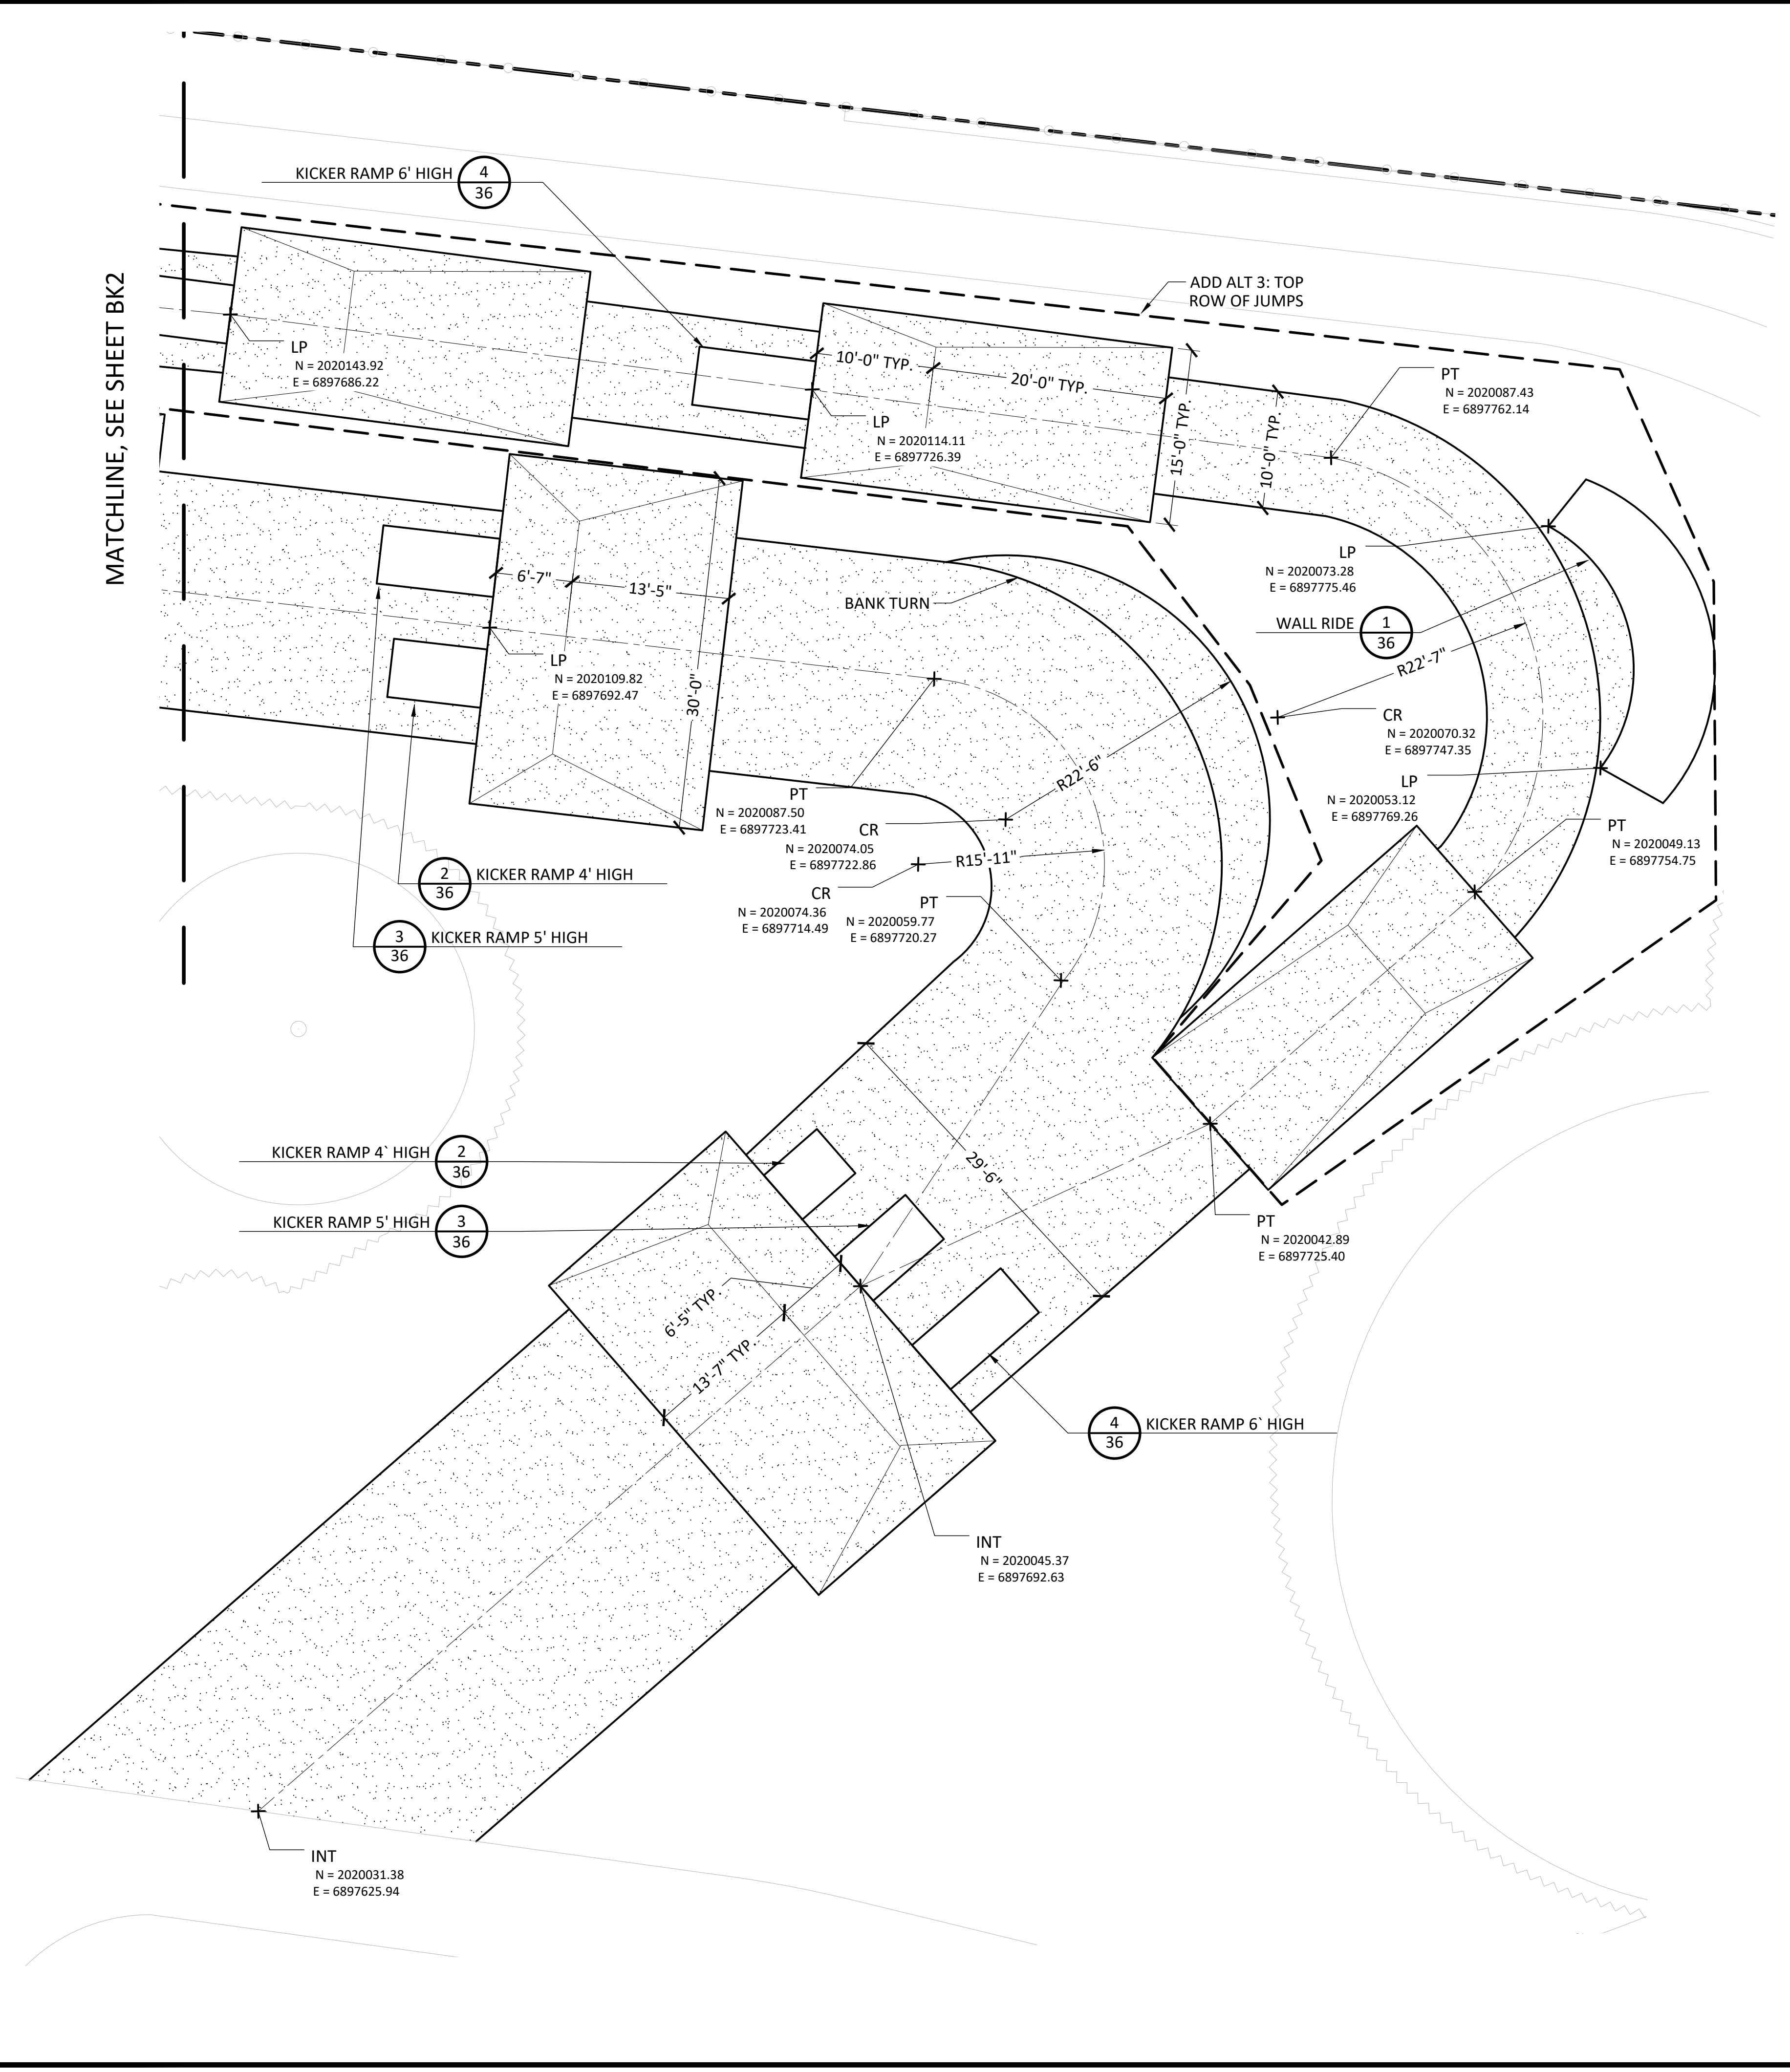 MATCHLINE, SEE SHEET BK2
KICKER RAMP 6' HIGH
4
36
ADD ALT 3: TOP
ROW OF JUMPS
LP
N = 2020143.92
E = 6897686.22
10'-0" TYP.
20'-0" TYP.
15'-0" TYP.
10'-0" TYP.
LP
N = 2020114.11
E = 6897726.39
PT
N = 2020087.43
E = 6897762.14
LP
N = 2020073.28
E = 6897775.46
WALL RIDE
1
36
R22'-7"
CR
N = 2020070.32
E = 6897747.35
LP
N = 2020053.12
E = 6897769.26
PT
N = 2020049.13
E = 6897754.75
6'-7"
13'-5"
30'-0"
LP
N = 2020109.82
E = 6897692.47
BANK TURN
R22'-6"
PT
N = 2020087.50
E = 6897723.41
CR
N = 2020074.05
E = 6897722.86
R15'-11"
CR
N = 2020074.36
E = 6897714.49
PT
N = 2020059.77
E = 6897720.27
2
36
KICKER RAMP 4' HIGH
3
36
KICKER RAMP 5' HIGH
29'-6"
KICKER RAMP 4` HIGH
2
36
KICKER RAMP 5' HIGH
3
36
PT
N = 2020042.89
E = 6897725.40
6'-5" TYP.
13'-7" TYP.
4
36
KICKER RAMP 6` HIGH
INT
N = 2020045.37
E = 6897692.63
INT
N = 2020031.38
E = 6897625.94